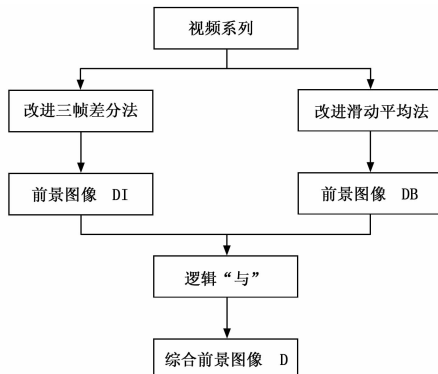 视频系列
改进三帧差分法
改进滑动平均法
前景图像 DI
前景图像 DB
逻辑“与”
综合前景图像 D